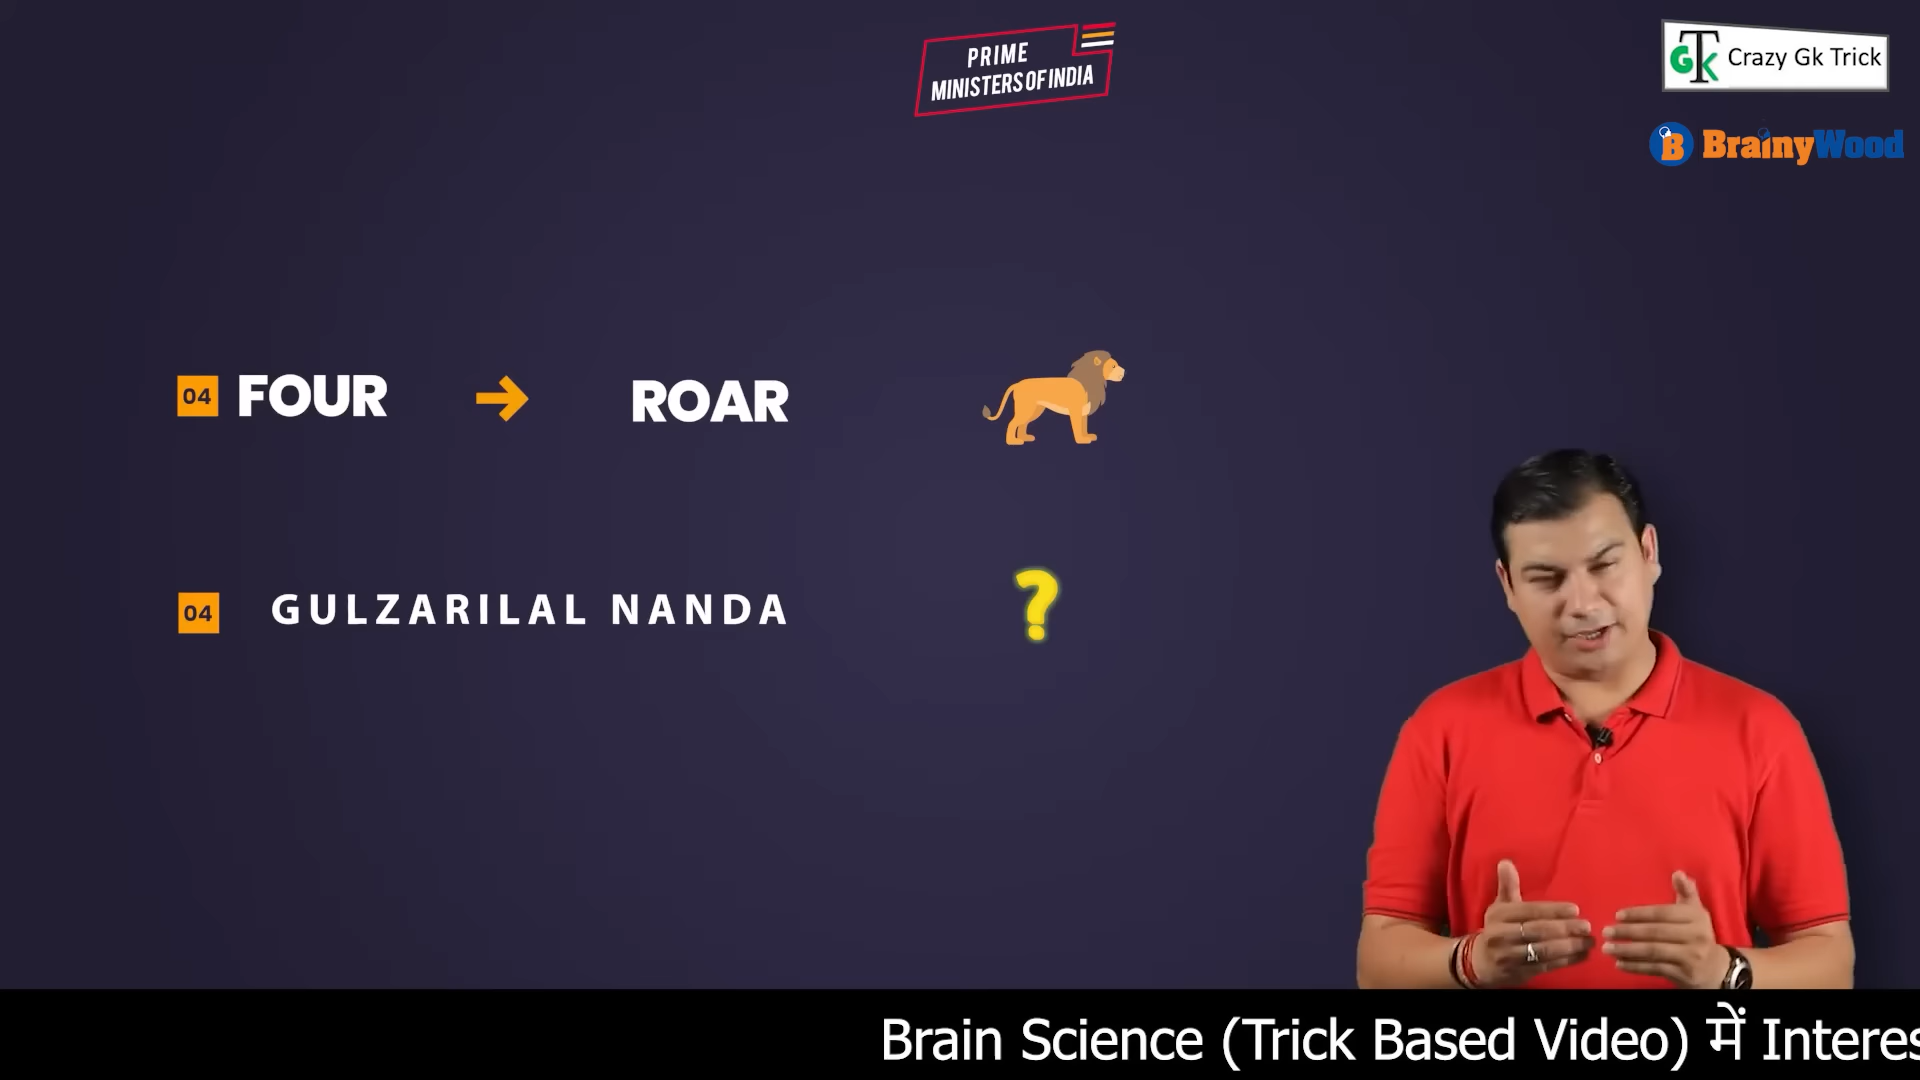 PRIME
MINISTERS OF INDIA
GTK Crazy Gk Trick
B BrainyWood
04 FOUR → ROAR
04 GULZARILAL NANDA ?
Brain Science (Trick Based Video) में Interes